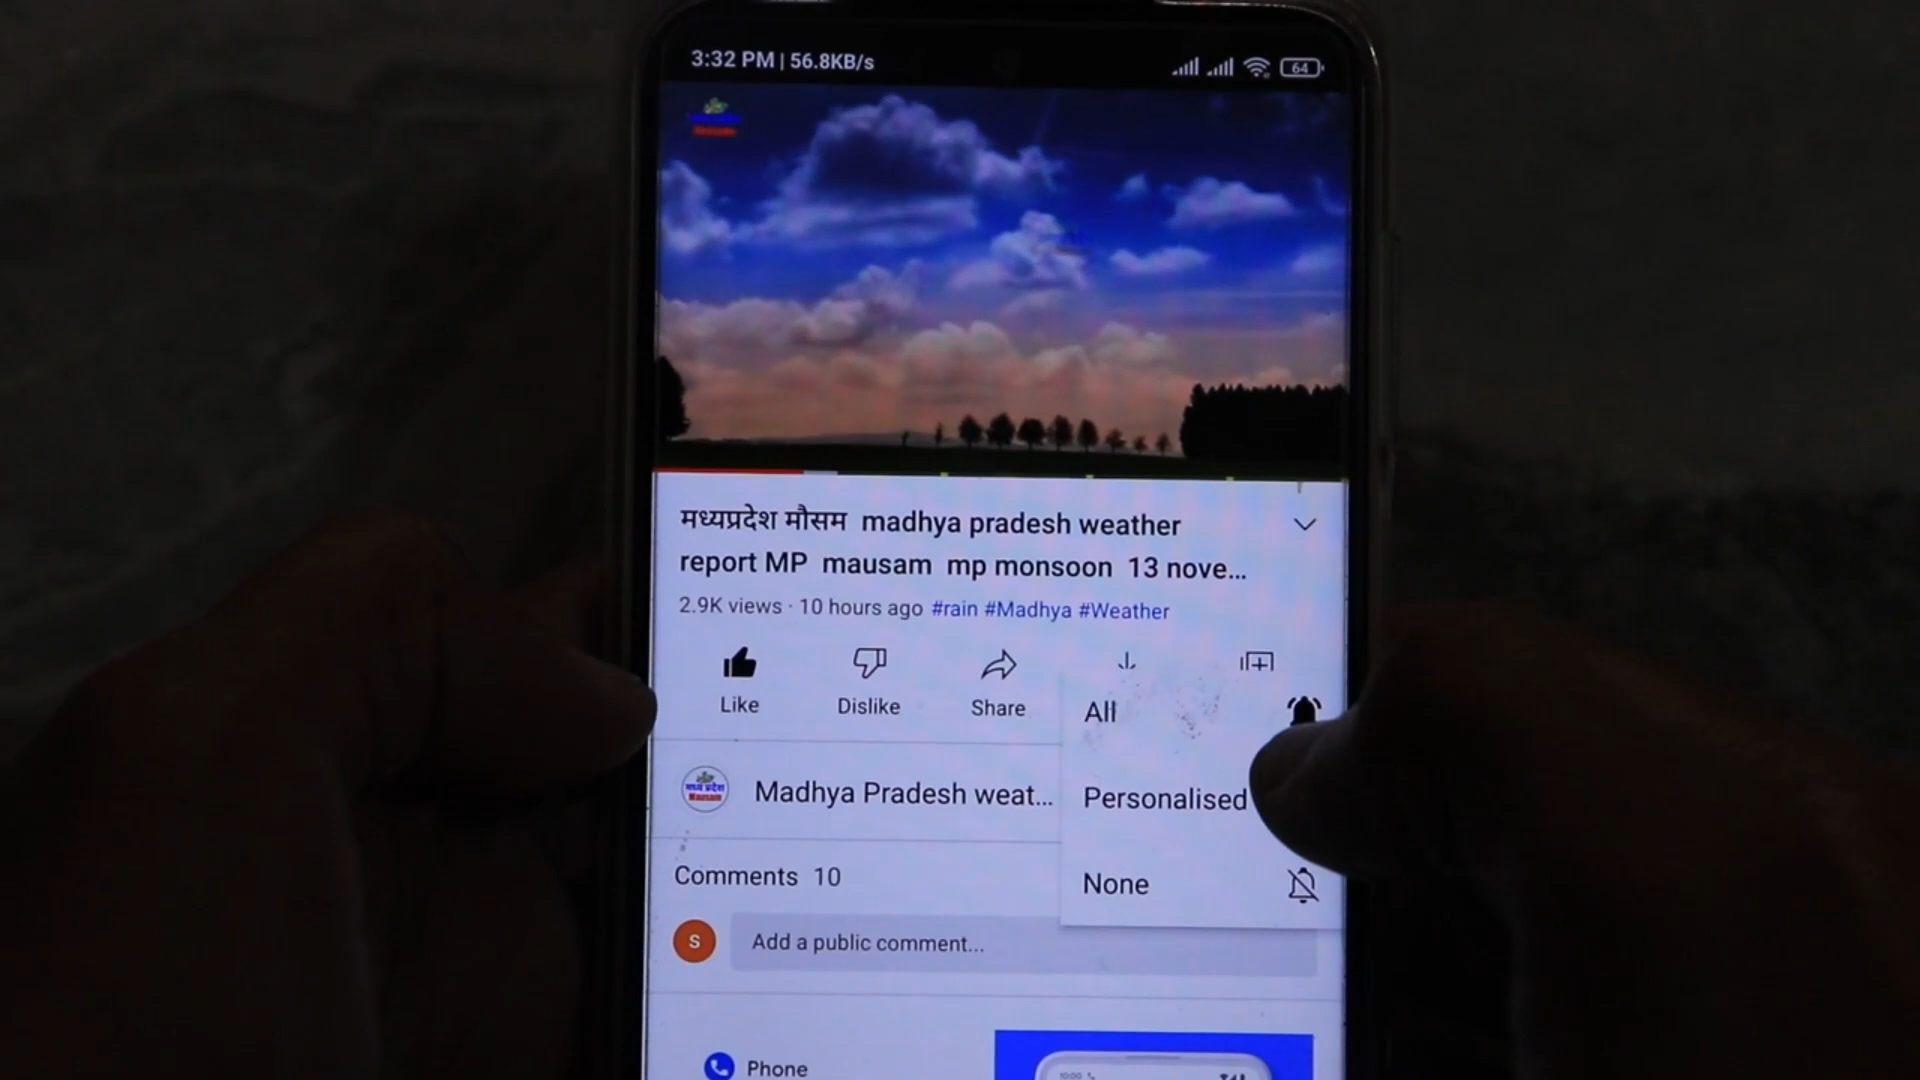 3:32 PM | 56.8KB/s
64
मध्यप्रदेश मौसम madhya pradesh weather
report MP mausam mp monsoon 13 nove...
2.9K views · 10 hours ago #rain #Madhya #Weather
Like
Dislike
Share
All
Madhya Pradesh weat...
Personalised
Comments 10
None
S
Add a public comment...
Phone
10:00